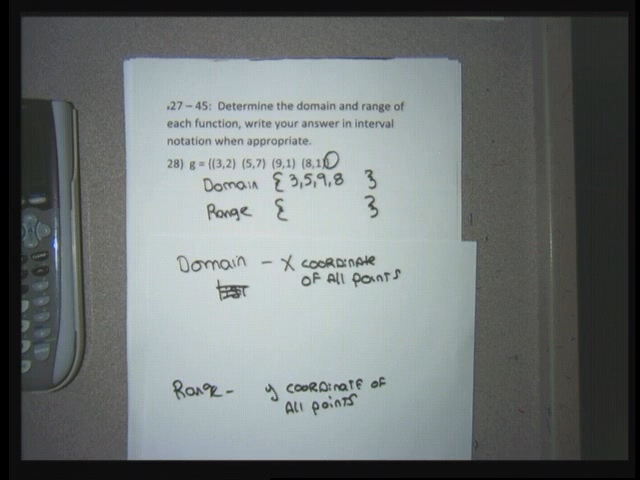 .27 – 45: Determine the domain and range of
each function, write your answer in interval
notation when appropriate.
28) g = ((3,2) (5,7) (9,1) (8,1)
Domain { 3,5,9,8 }
Range { }
Domain - X coordinate
of All points
Range - y coordinate of
All points